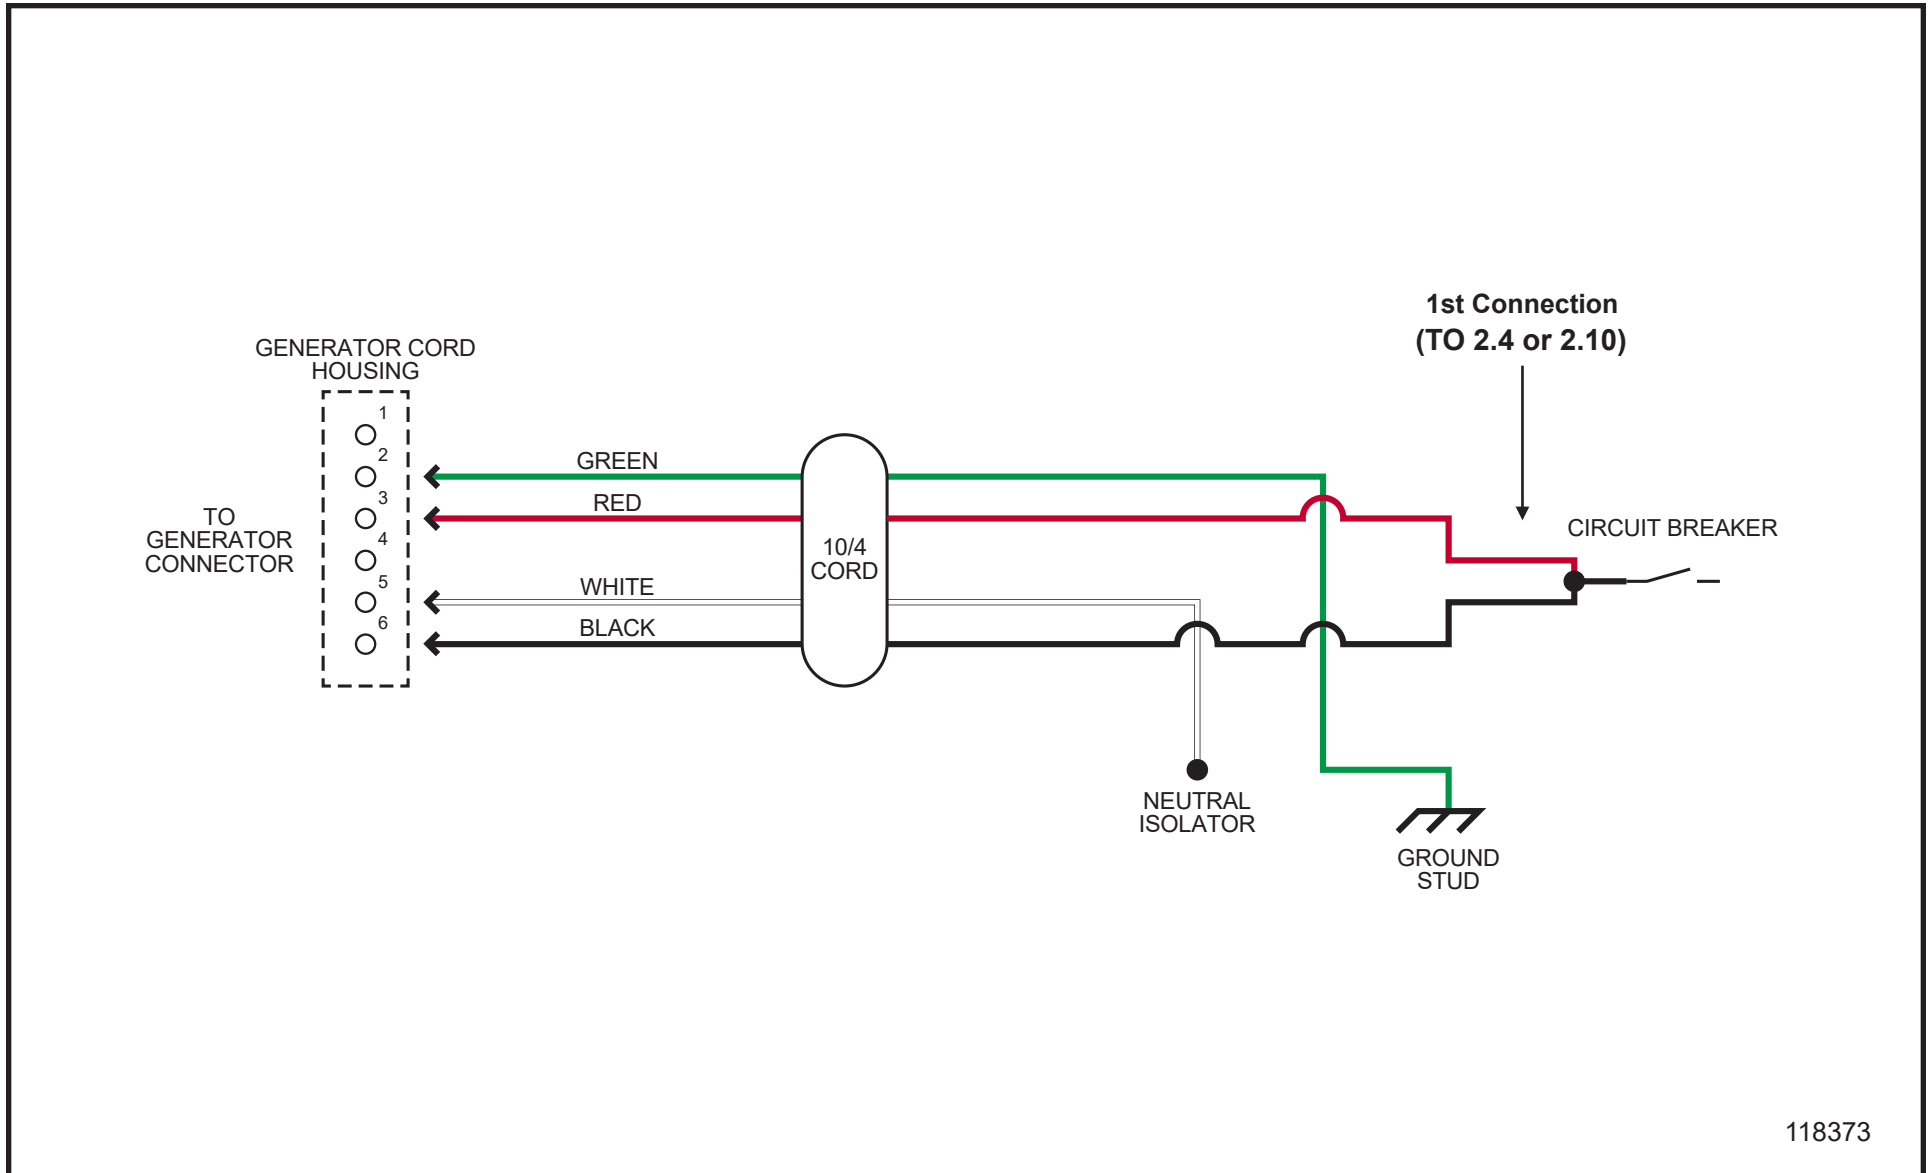 1st Connection
(TO 2.4 or 2.10)
GENERATOR CORD
HOUSING
1
2
3
4
5
6
TO
GENERATOR
CONNECTOR
GREEN
RED
WHITE
BLACK
10/4
CORD
CIRCUIT BREAKER
NEUTRAL
ISOLATOR
GROUND
STUD
118373